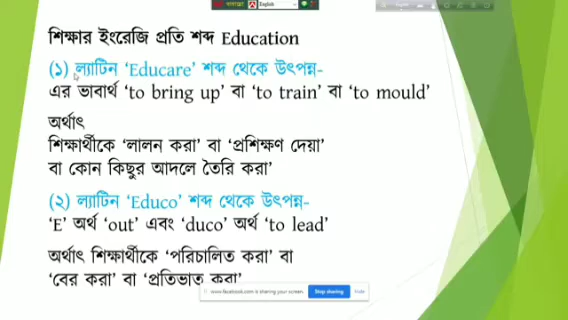 English
শিক্ষার ইংরেজি প্রতি শব্দ Education
(১) ল্যাটিন ‘Educare’ শব্দ থেকে উৎপন্ন-
এর ভাবার্থ ‘to bring up’ বা ‘to train’ বা ‘to mould’
অর্থাৎ
শিক্ষার্থীকে ‘লালন করা’ বা ‘প্রশিক্ষণ দেয়া’
বা কোন কিছুর আদলে তৈরি করা’
(২) ল্যাটিন ‘Educo’ শব্দ থেকে উৎপন্ন-
‘E’ অর্থ ‘out’ এবং ‘duco’ অর্থ ‘to lead’
অর্থাৎ শিক্ষার্থীকে ‘পরিচালিত করা’ বা
‘বের করা’ বা ‘প্রতিভাত করা’
www.facebook.com is sharing your screen. Stop sharing Hide